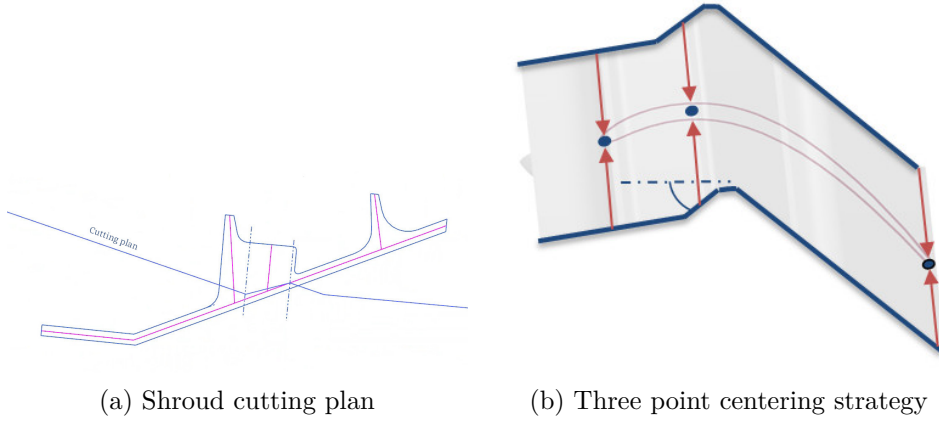 Cutting plan
(a) Shroud cutting plan
(b) Three point centering strategy